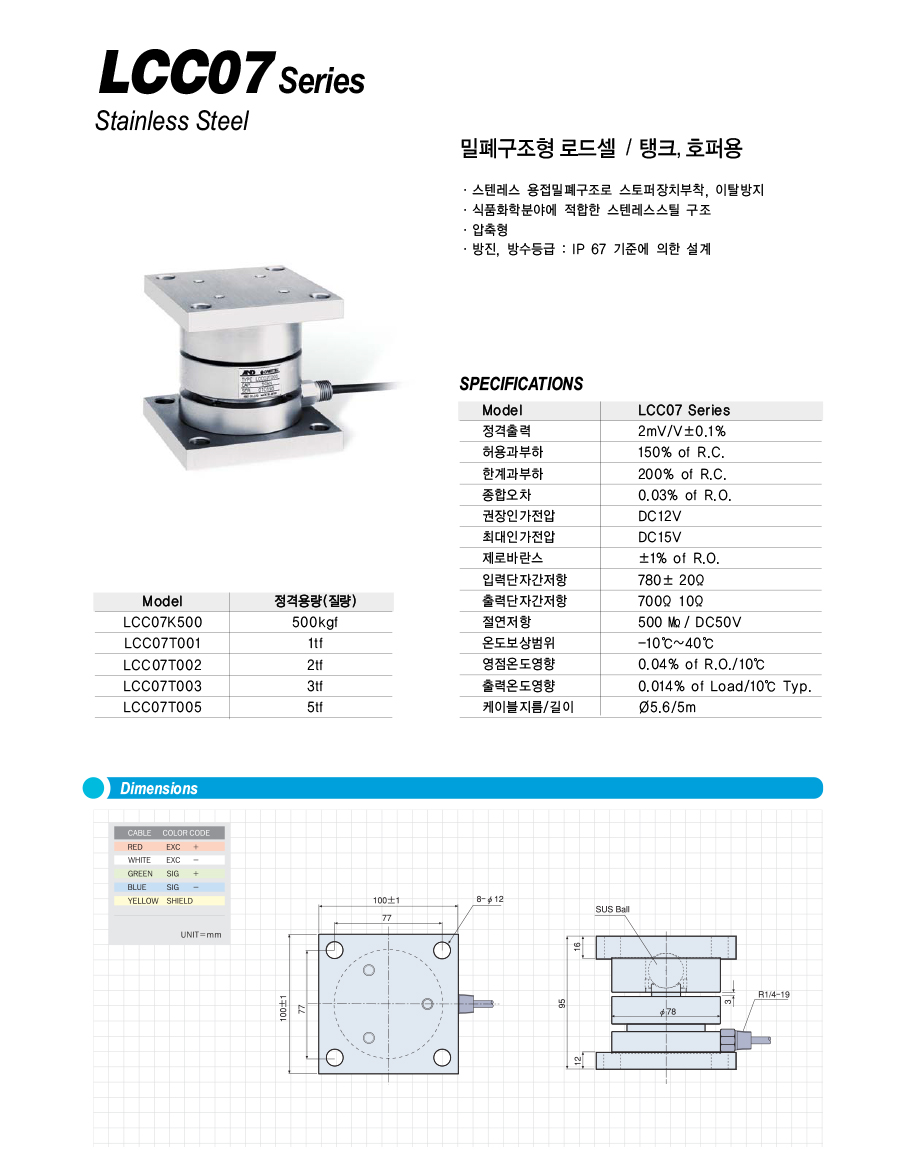 LCC07 Series
Stainless Steel
밀폐구조형 로드셀 / 탱크, 호퍼용
· 스텐레스 용접밀폐구조로 스토퍼장치부착, 이탈방지
· 식품화학분야에 적합한 스텐레스스틸 구조
· 압축형
· 방진, 방수등급 : IP 67 기준에 의한 설계
AND
SPECIFICATIONS
Model LCC07 Series
정격출력 2mV/V±0.1%
허용과부하 150% of R.C.
한계과부하 200% of R.C.
종합오차 0.03% of R.O.
권장인가전압 DC12V
최대인가전압 DC15V
제로바란스 ±1% of R.O.
입력단자간저항 780± 20Ω
출력단자간저항 700Ω 10Ω
절연저항 500 ㏁ / DC50V
온도보상범위 -10℃~40℃
영점온도영향 0.04% of R.O./10℃
출력온도영향 0.014% of Load/10℃ Typ.
케이블지름/길이 Ø5.6/5m
Model 정격용량(질량)
LCC07K500 500kgf
LCC07T001 1tf
LCC07T002 2tf
LCC07T003 3tf
LCC07T005 5tf
Dimensions
CABLE COLOR CODE
RED EXC +
WHITE EXC −
GREEN SIG +
BLUE SIG −
YELLOW SHIELD
UNIT=mm
100±1
77
8-φ12
100±1
77
SUS Ball
16
95
3
φ78
R1/4-19
12